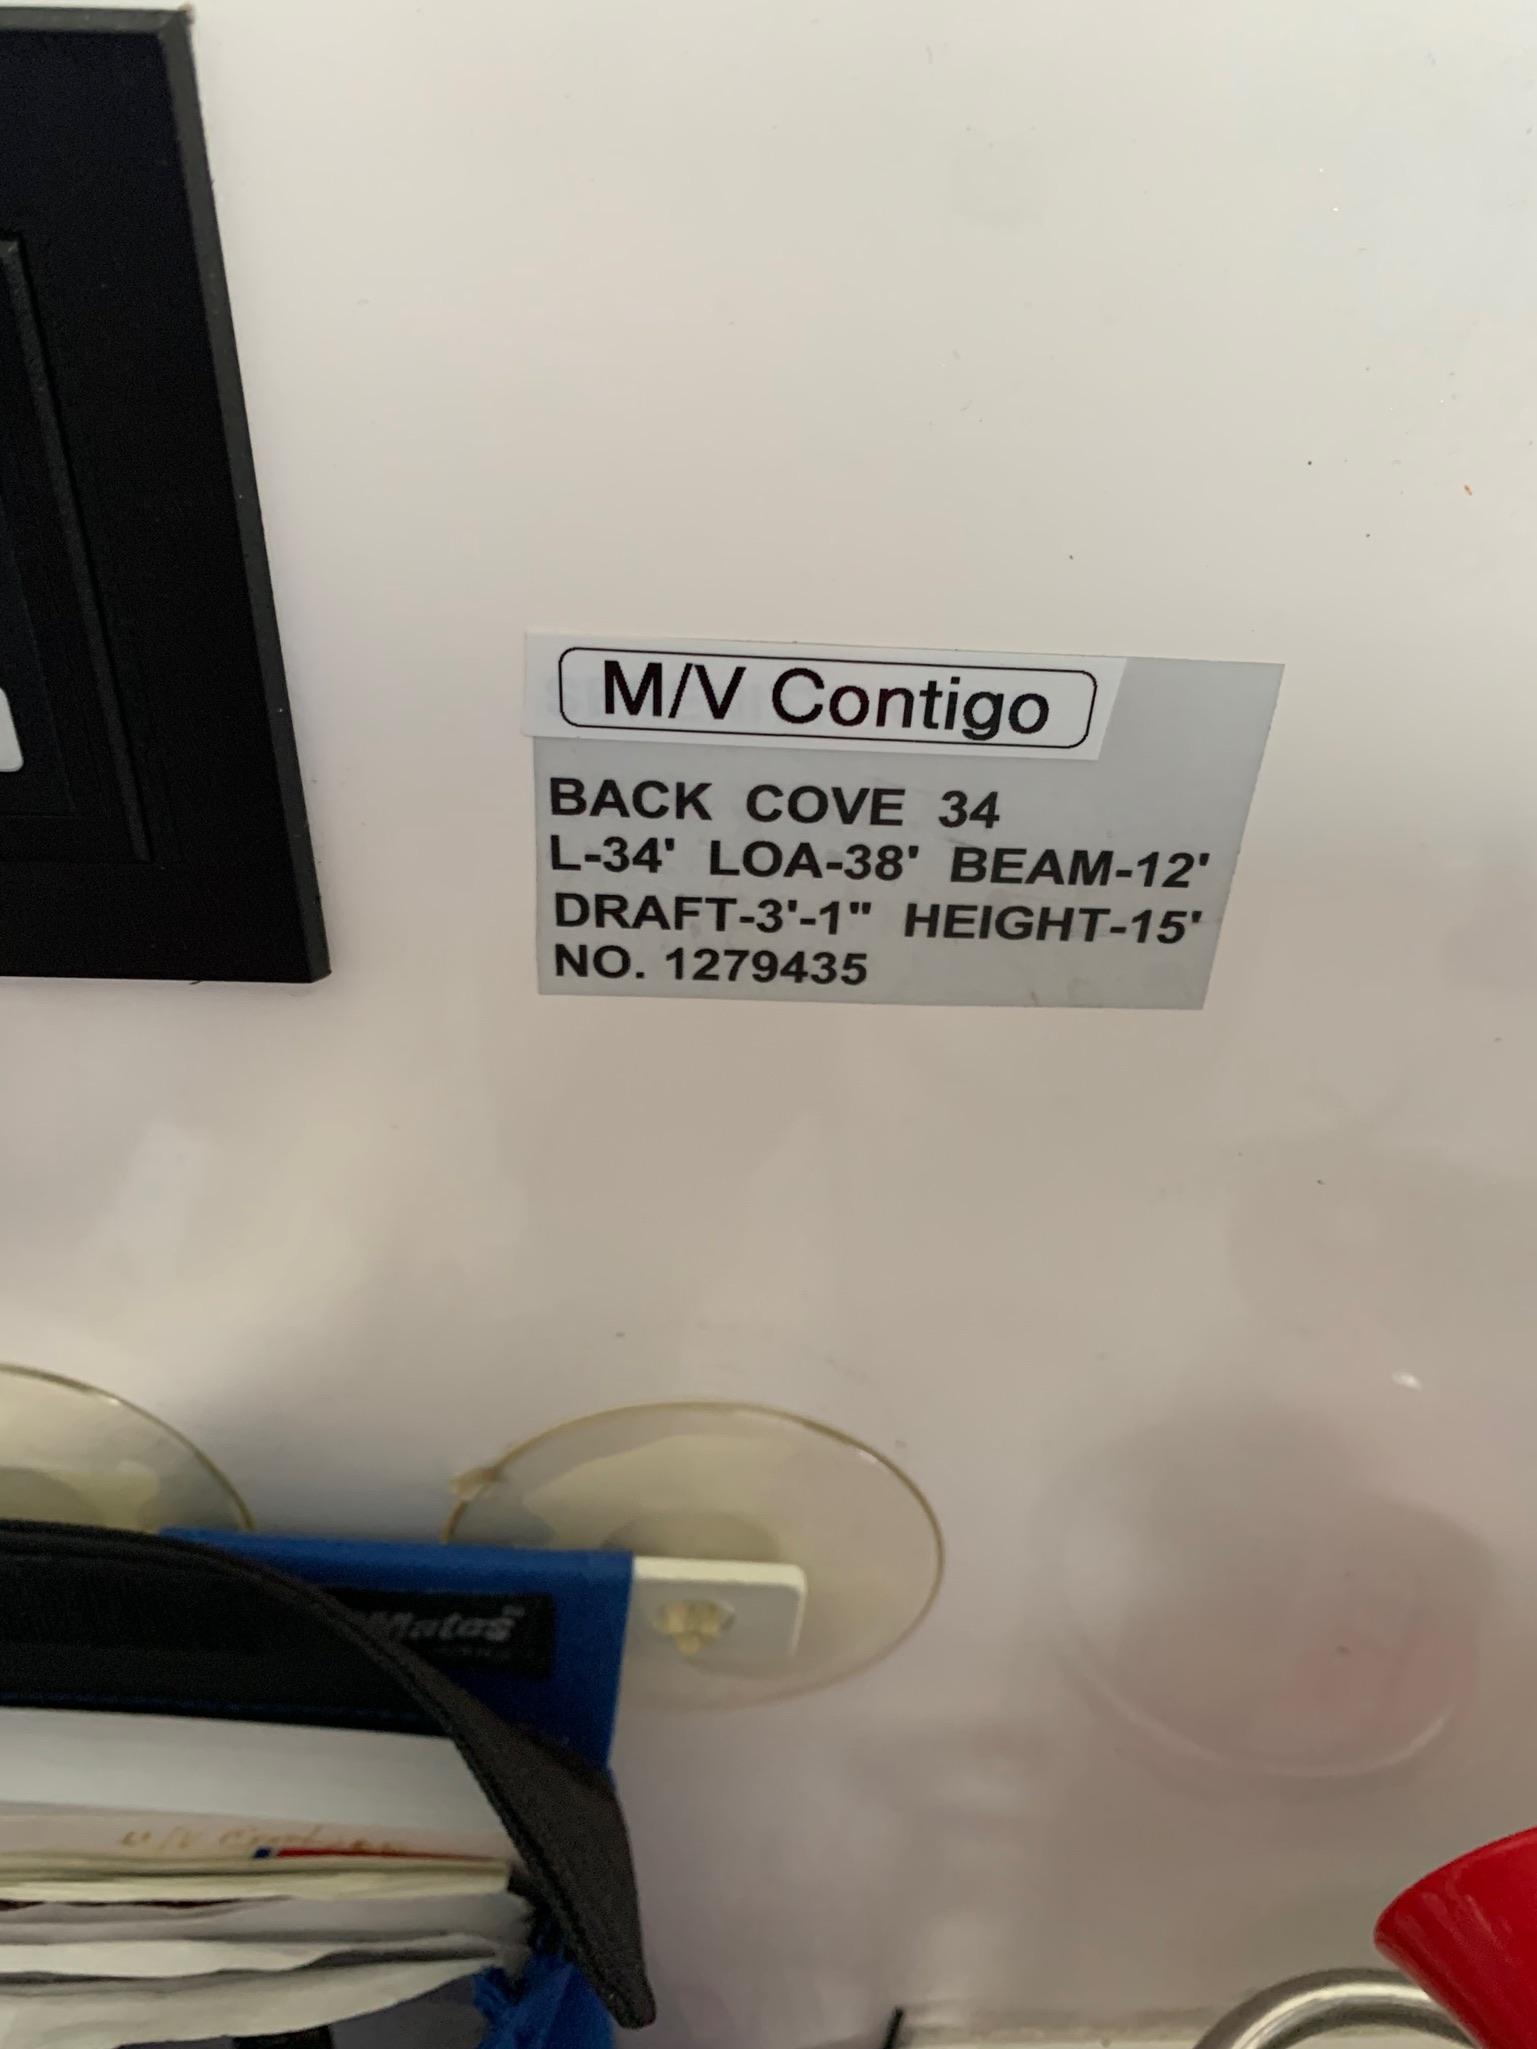 M/V Contigo
BACK COVE 34
L-34' LOA-38' BEAM-12'
DRAFT-3'-1" HEIGHT-15'
NO. 1279435